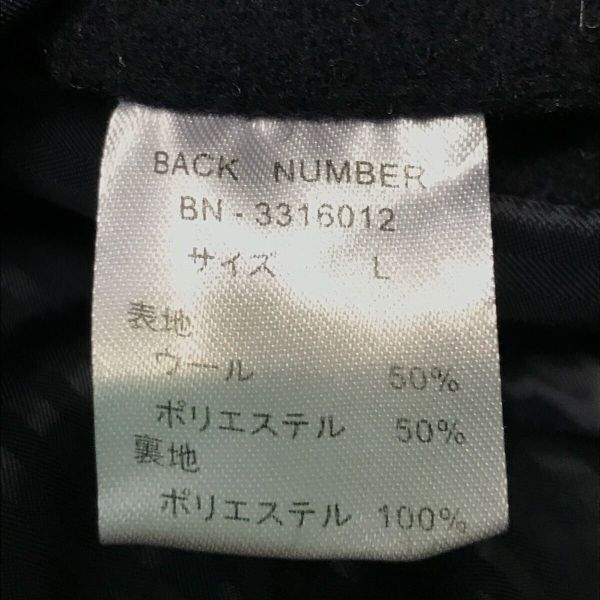 BACK NUMBER
BN-3316012
サイズ L
表地
ウール 50%
ポリエステル 50%
裏地
ポリエステル 100%